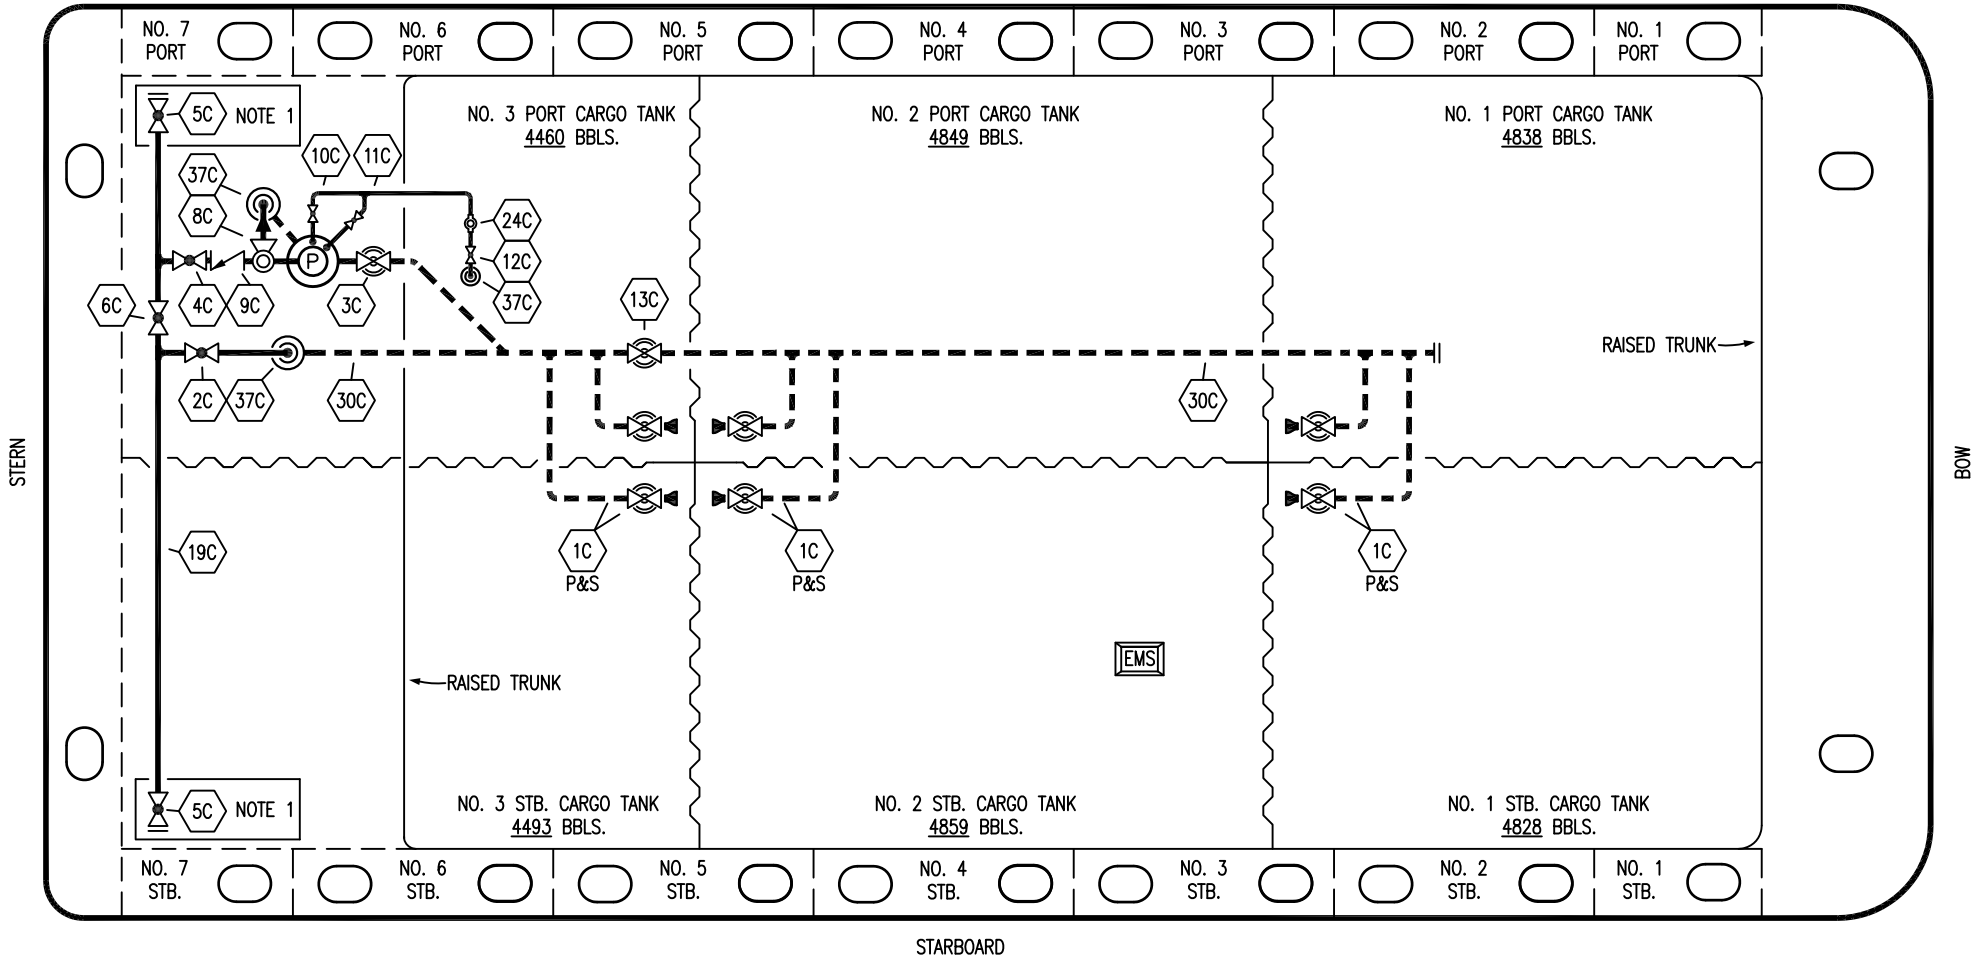 NO. 7
PORT
NO. 6
PORT
NO. 5
PORT
NO. 4
PORT
NO. 3
PORT
NO. 2
PORT
NO. 1
PORT
5C
NOTE 1
NO. 3 PORT CARGO TANK
4460 BBLS.
NO. 2 PORT CARGO TANK
4849 BBLS.
NO. 1 PORT CARGO TANK
4838 BBLS.
10C
11C
37C
8C
24C
12C
37C
P
6C
4C
9C
3C
13C
RAISED TRUNK
2C
37C
30C
30C
STERN
BOW
19C
1C
P&S
1C
P&S
1C
P&S
EMS
RAISED TRUNK
5C
NOTE 1
NO. 3 STB. CARGO TANK
4493 BBLS.
NO. 2 STB. CARGO TANK
4859 BBLS.
NO. 1 STB. CARGO TANK
4828 BBLS.
NO. 7
STB.
NO. 6
STB.
NO. 5
STB.
NO. 4
STB.
NO. 3
STB.
NO. 2
STB.
NO. 1
STB.
STARBOARD